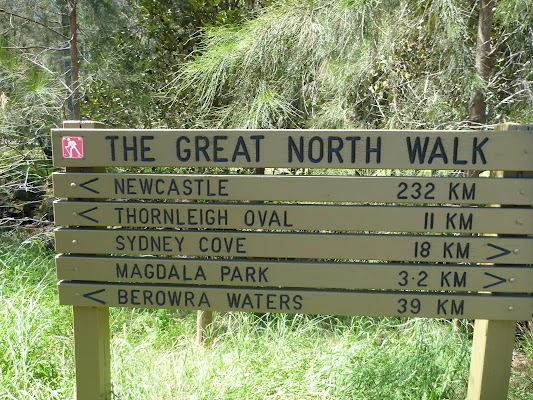 THE GREAT NORTH WALK
< NEWCASTLE 232 KM
< THORNLEIGH OVAL 11 KM
SYDNEY COVE 18 KM >
MAGDALA PARK 3·2 KM >
< BEROWRA WATERS 39 KM